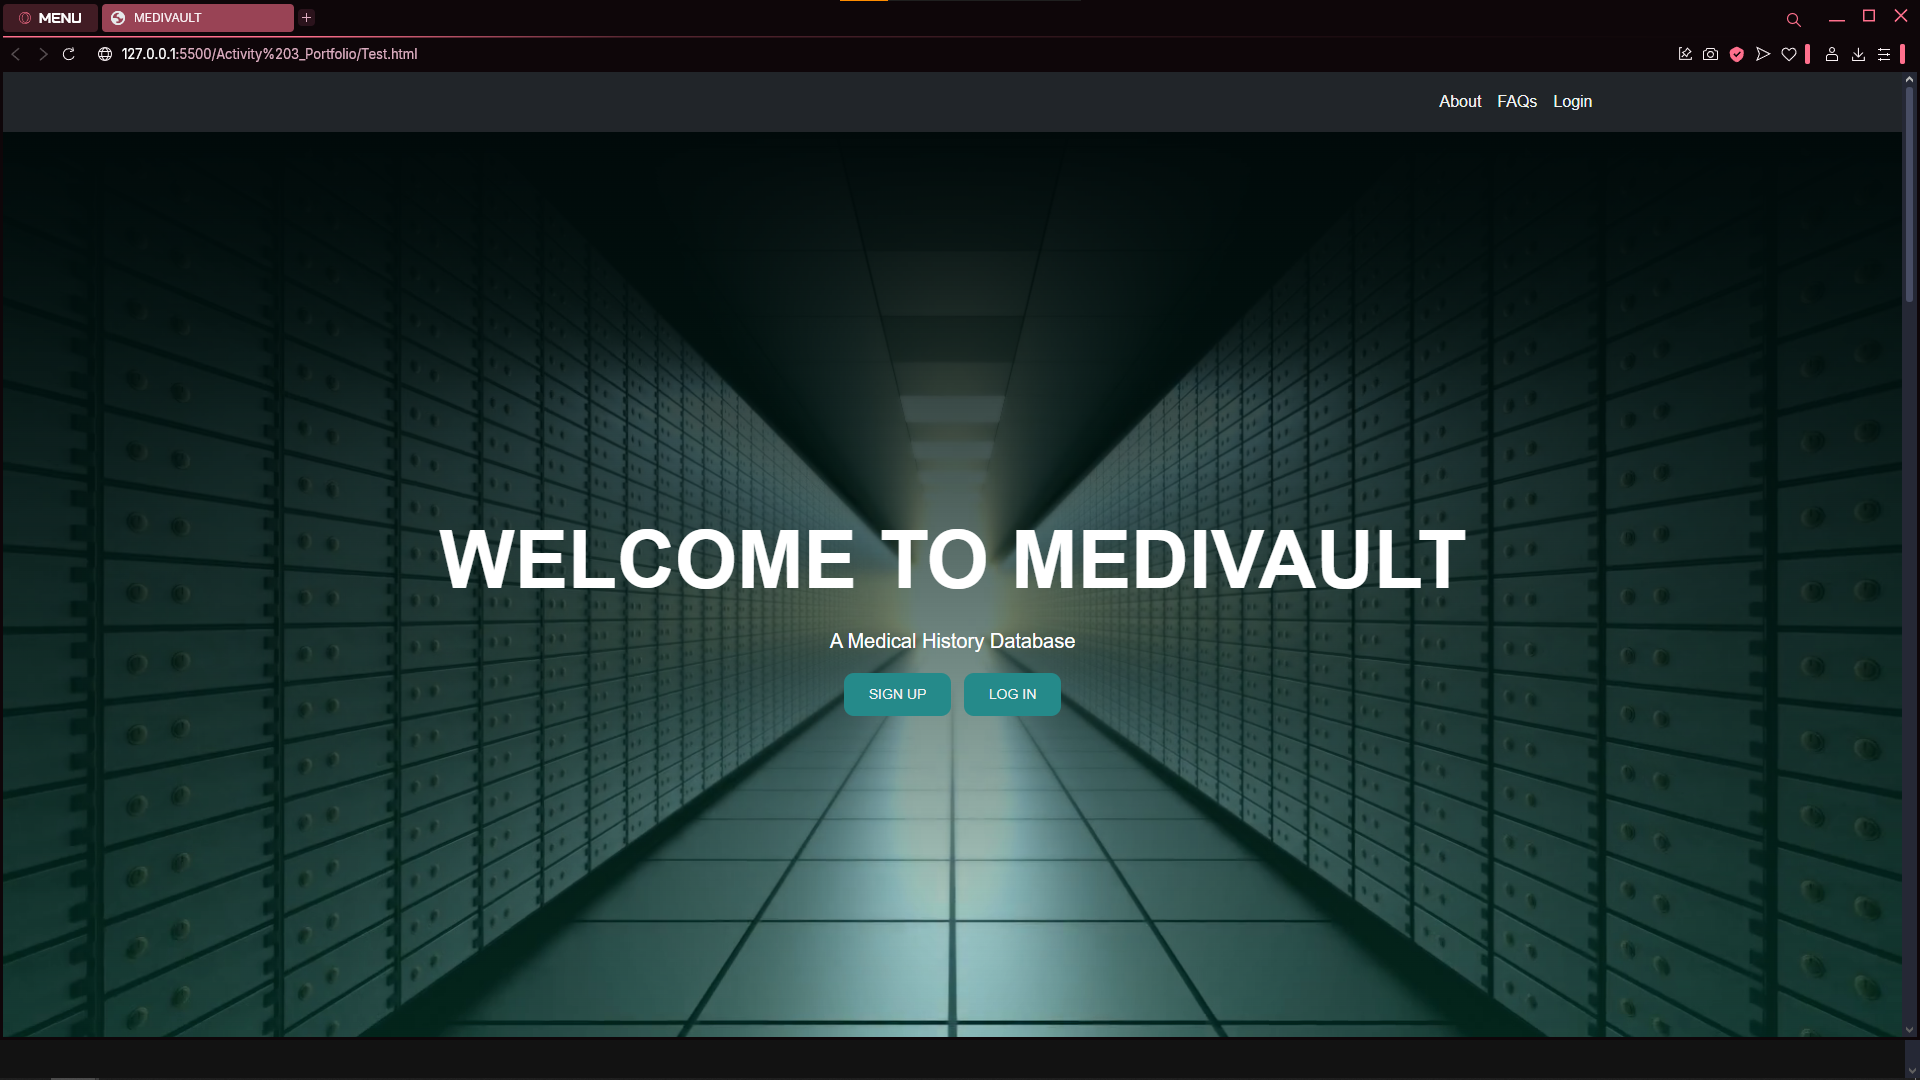 MENU
MEDIVAULT
127.0.0.1:5500/Activity%203_Portfolio/Test.html
About FAQs Login
WELCOME TO MEDIVAULT
A Medical History Database
SIGN UP LOG IN